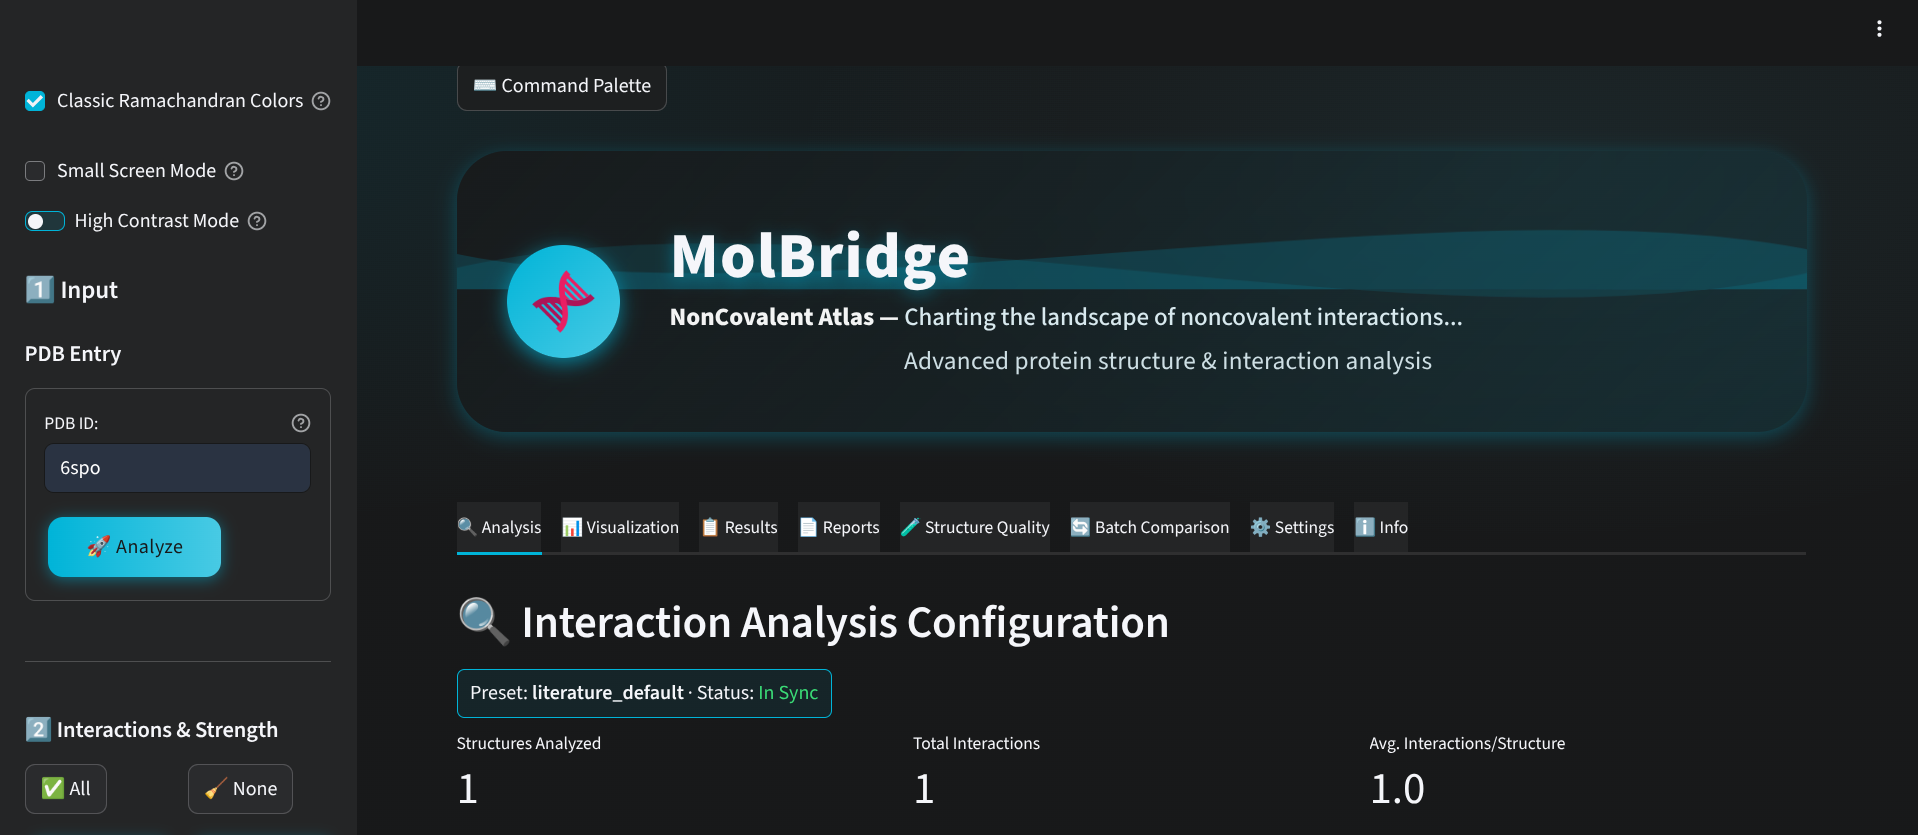 Classic Ramachandran Colors
Small Screen Mode
High Contrast Mode
1 Input
PDB Entry
PDB ID:
6spo
🚀 Analyze
2 Interactions & Strength
✅ All
🧹 None
⌨️ Command Palette
MolBridge
NonCovalent Atlas — Charting the landscape of noncovalent interactions...
Advanced protein structure & interaction analysis
🔍 Analysis
📊 Visualization
📋 Results
📄 Reports
🧪 Structure Quality
🔄 Batch Comparison
⚙️ Settings
ℹ️ Info
🔍 Interaction Analysis Configuration
Preset: literature_default · Status: In Sync
Structures Analyzed
1
Total Interactions
1
Avg. Interactions/Structure
1.0